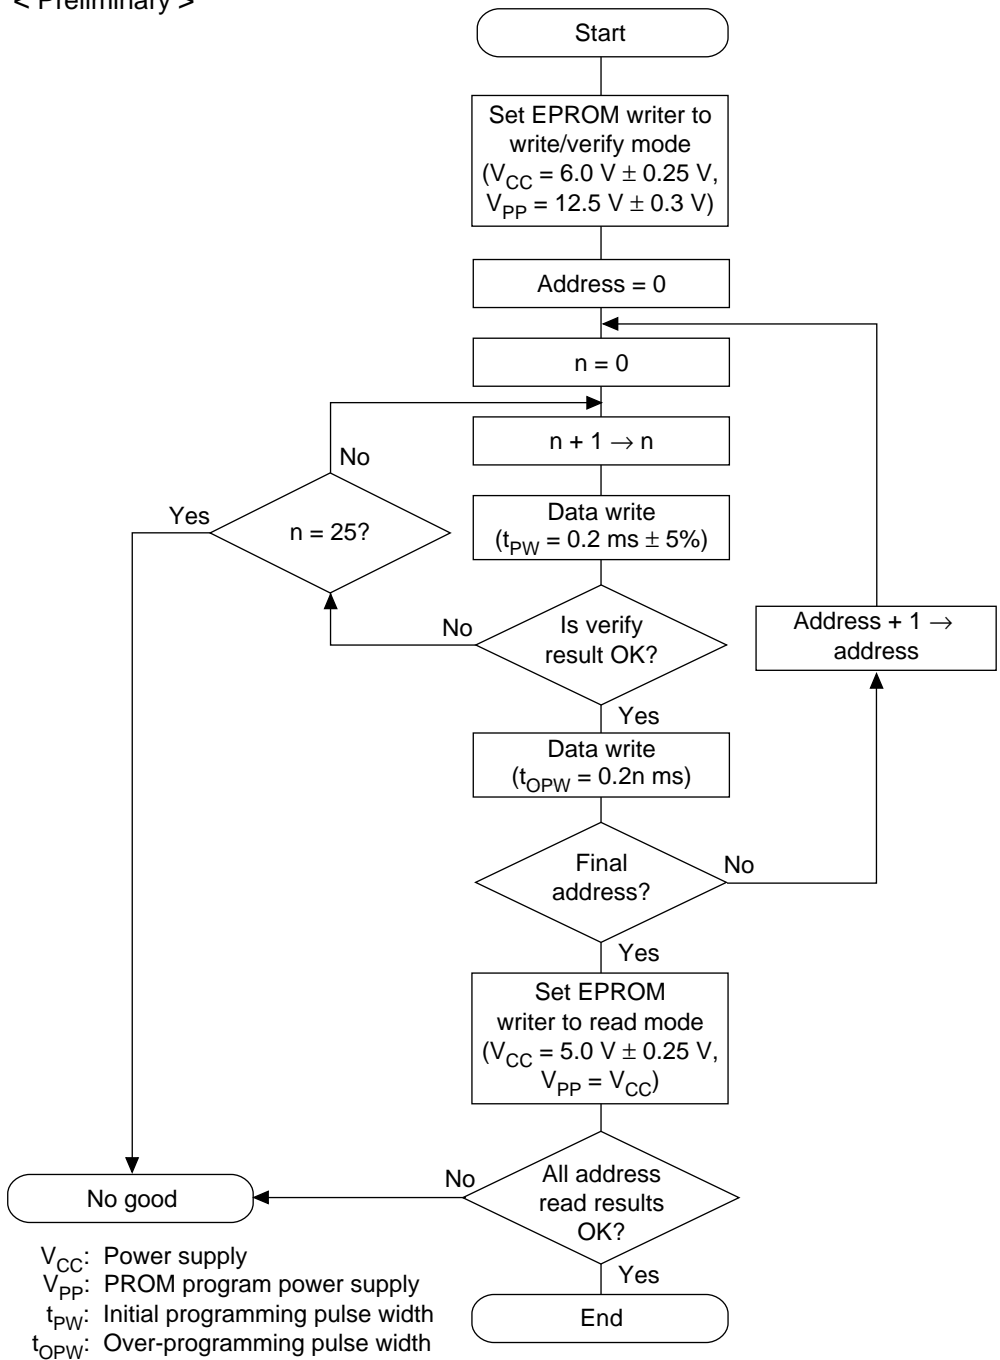 < Preliminary >
Start
Set EPROM writer to
write/verify mode
(VCC = 6.0 V ± 0.25 V,
VPP = 12.5 V ± 0.3 V)
Address = 0
n = 0
n + 1 → n
No
Yes
n = 25?
Data write
(tPW = 0.2 ms ± 5%)
No
Is verify
result OK?
Address + 1 →
address
Yes
Data write
(tOPW = 0.2n ms)
Final
address?
No
Yes
Set EPROM
writer to read mode
(VCC = 5.0 V ± 0.25 V,
VPP = VCC)
No
All address
read results
OK?
No good
Yes
End
VCC: Power supply
VPP: PROM program power supply
tPW: Initial programming pulse width
tOPW: Over-programming pulse width